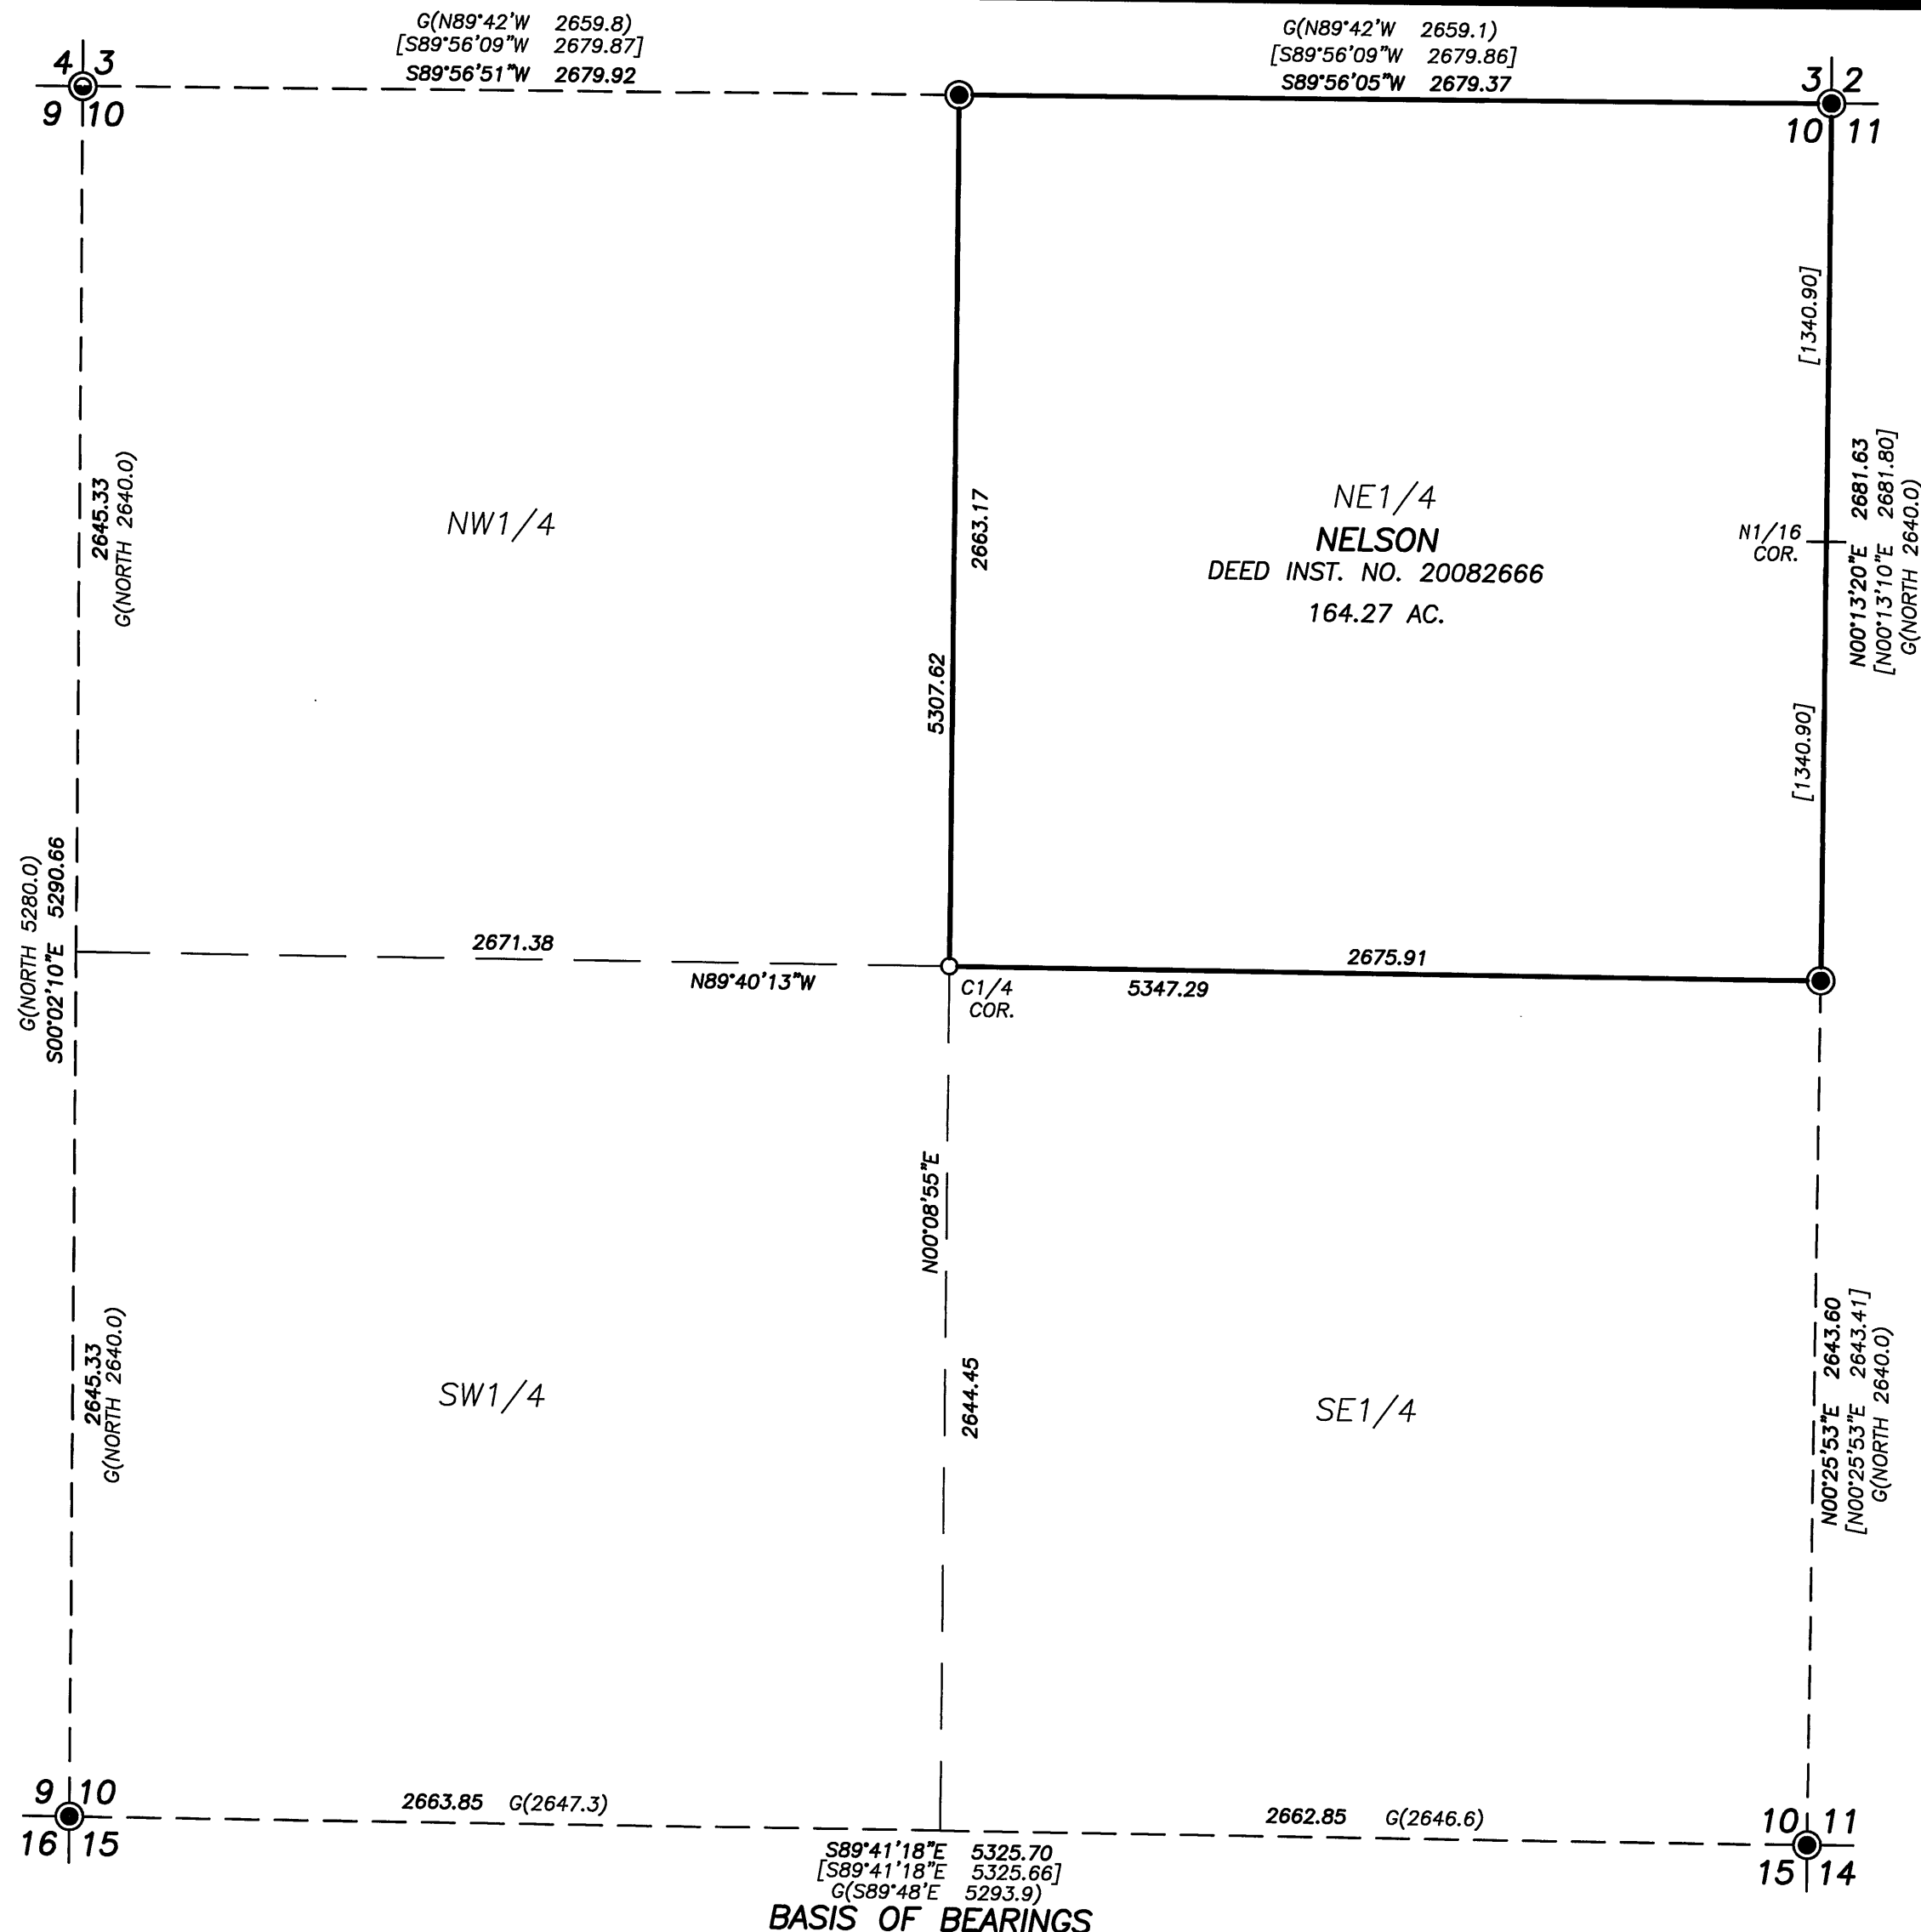 G(N89°42'W 2659.8)
[S89°56'09"W 2679.87]
S89°56'51"W 2679.92
G(N89°42'W 2659.1)
[S89°56'09"W 2679.86]
S89°56'05"W 2679.37
4 3
9 10
3 2
10 11
[1340.90]
2645.33
G(NORTH 2640.0)
NW1/4
2663.17
NE1/4
NELSON
DEED INST. NO. 20082666
164.27 AC.
N1/16
COR.
N00°13'20"E 2681.63
[N00°13'10"E 2681.80]
G(NORTH 2640.0)
5307.62
[1340.90]
G(NORTH 5280.0)
S00°02'10"E 5290.66
2671.38
N89°40'13"W
C1/4
COR.
2675.91
5347.29
N00°08'55"E
2645.33
G(NORTH 2640.0)
SW1/4
2644.45
SE1/4
N00°25'53"E 2643.60
[N00°25'53"E 2643.41]
G(NORTH 2640.0)
9 10
16 15
2663.85 G(2647.3)
2662.85 G(2646.6)
10 11
15 14
S89°41'18"E 5325.70
[S89°41'18"E 5325.66]
G(S89°48'E 5293.9)
BASIS OF BEARINGS